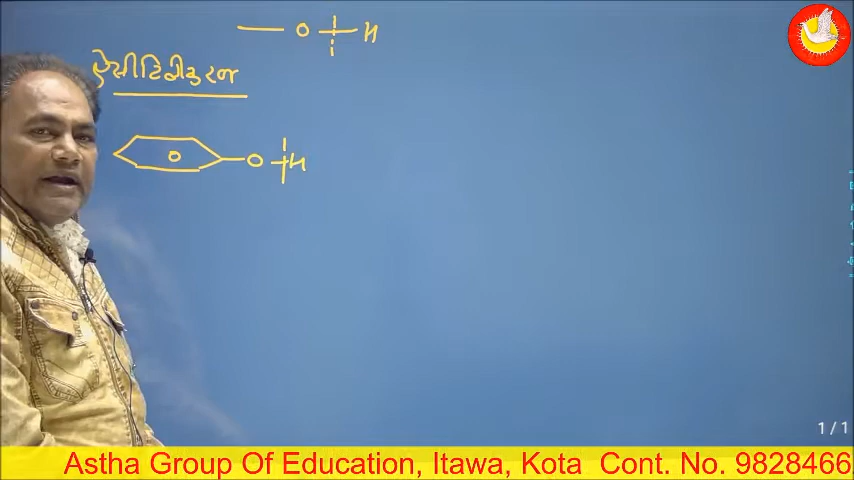 — O ┼ H
ऐसीटिलीकरण
O — O ┼ H
1 / 1
Astha Group Of Education, Itawa, Kota Cont. No. 9828466